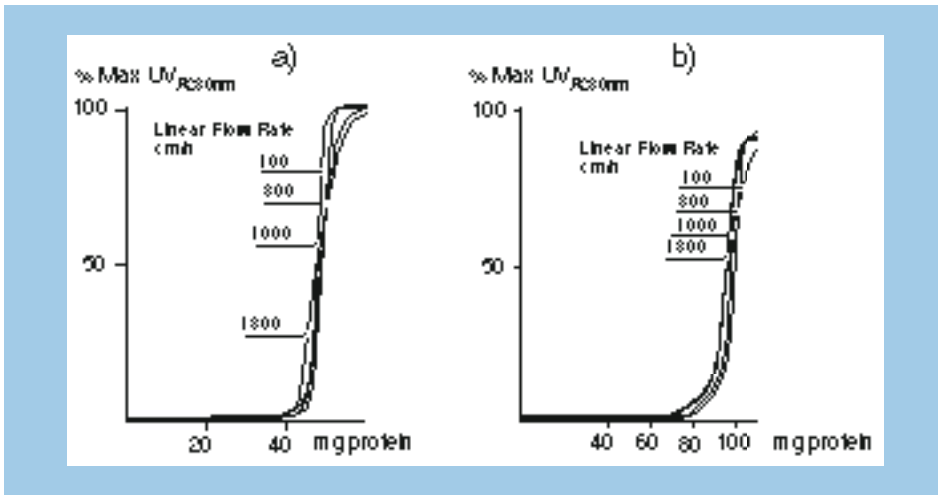 a)
% Max UV
100
Linear Flow Rate
cm/h
100
800
1000
50
1800
20 40 mg protein
b)
% Max UV
100
Linear Flow Rate
cm/h
100
800
1000
1800
50
40 60 80 100 mg protein